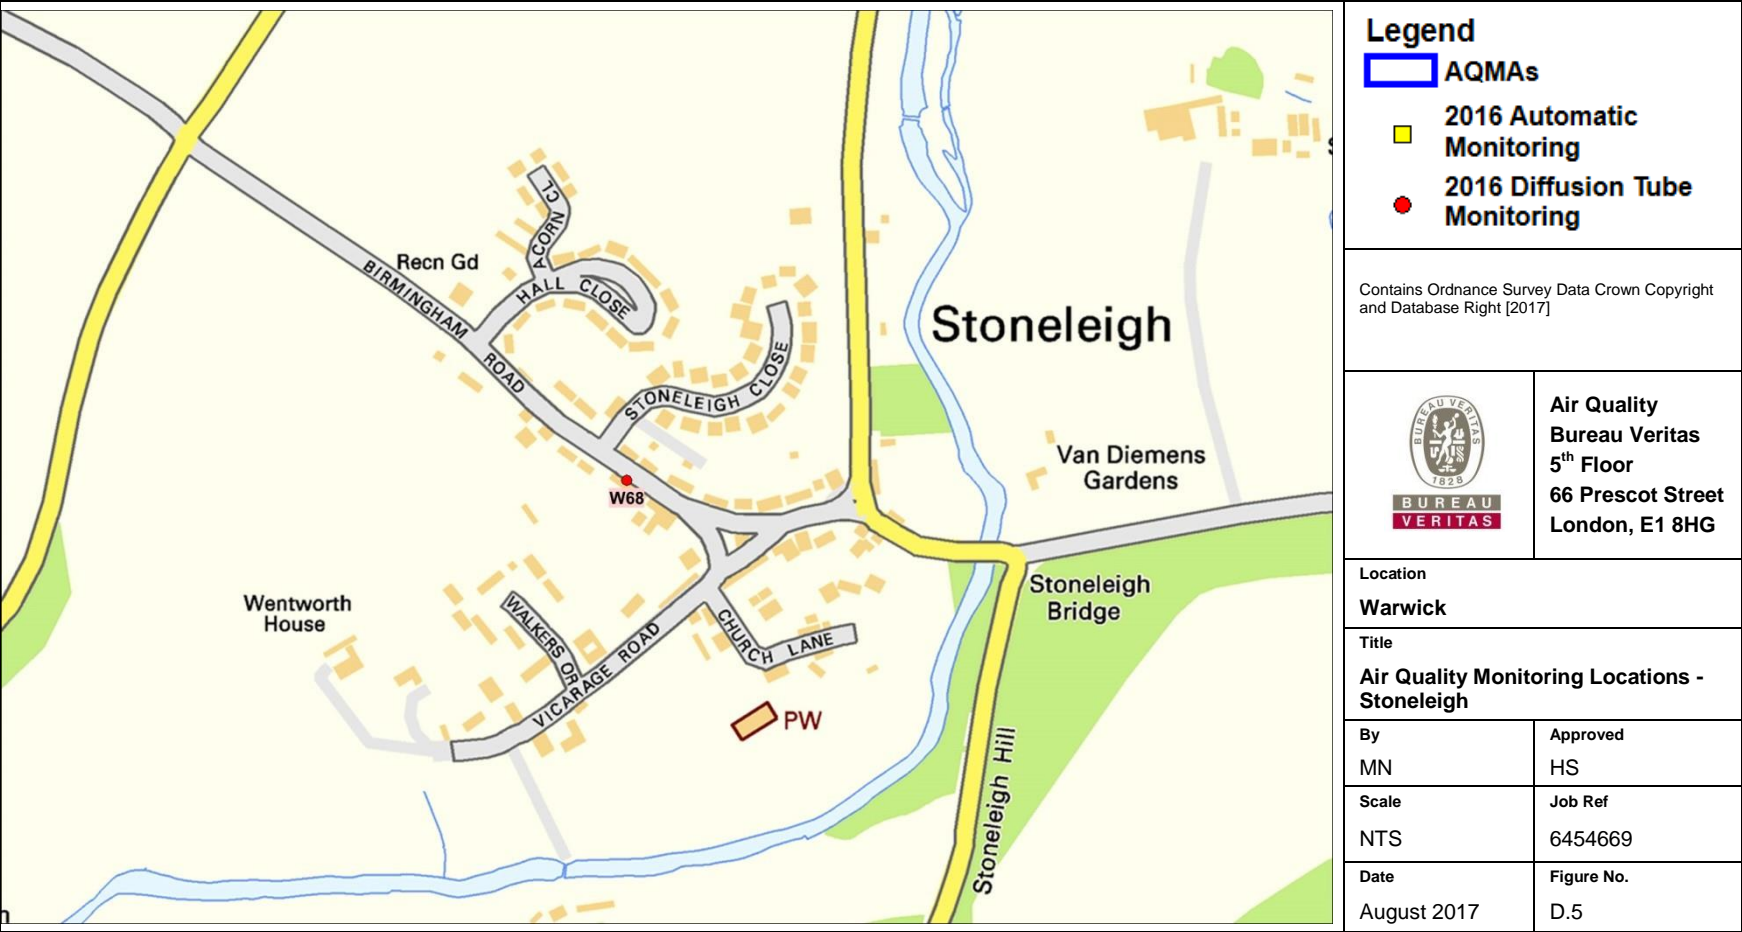 Recn Gd
ACORN CL
HALL CLOSE
BIRMINGHAM ROAD
Stoneleigh
STONELEIGH CLOSE
Van Diemens
Gardens
W68
Stoneleigh
Bridge
Wentworth
House
WALKERS OR
VICARAGE ROAD
CHURCH LANE
PW
Stoneleigh Hill
Legend
AQMAs
2016 Automatic
Monitoring
2016 Diffusion Tube
Monitoring
Contains Ordnance Survey Data Crown Copyright
and Database Right [2017]
BUREAU VERITAS
1828
BUREAU
VERITAS
Air Quality
Bureau Veritas
5th Floor
66 Prescot Street
London, E1 8HG
Location
Warwick
Title
Air Quality Monitoring Locations -
Stoneleigh
By
MN
Approved
HS
Scale
NTS
Job Ref
6454669
Date
August 2017
Figure No.
D.5